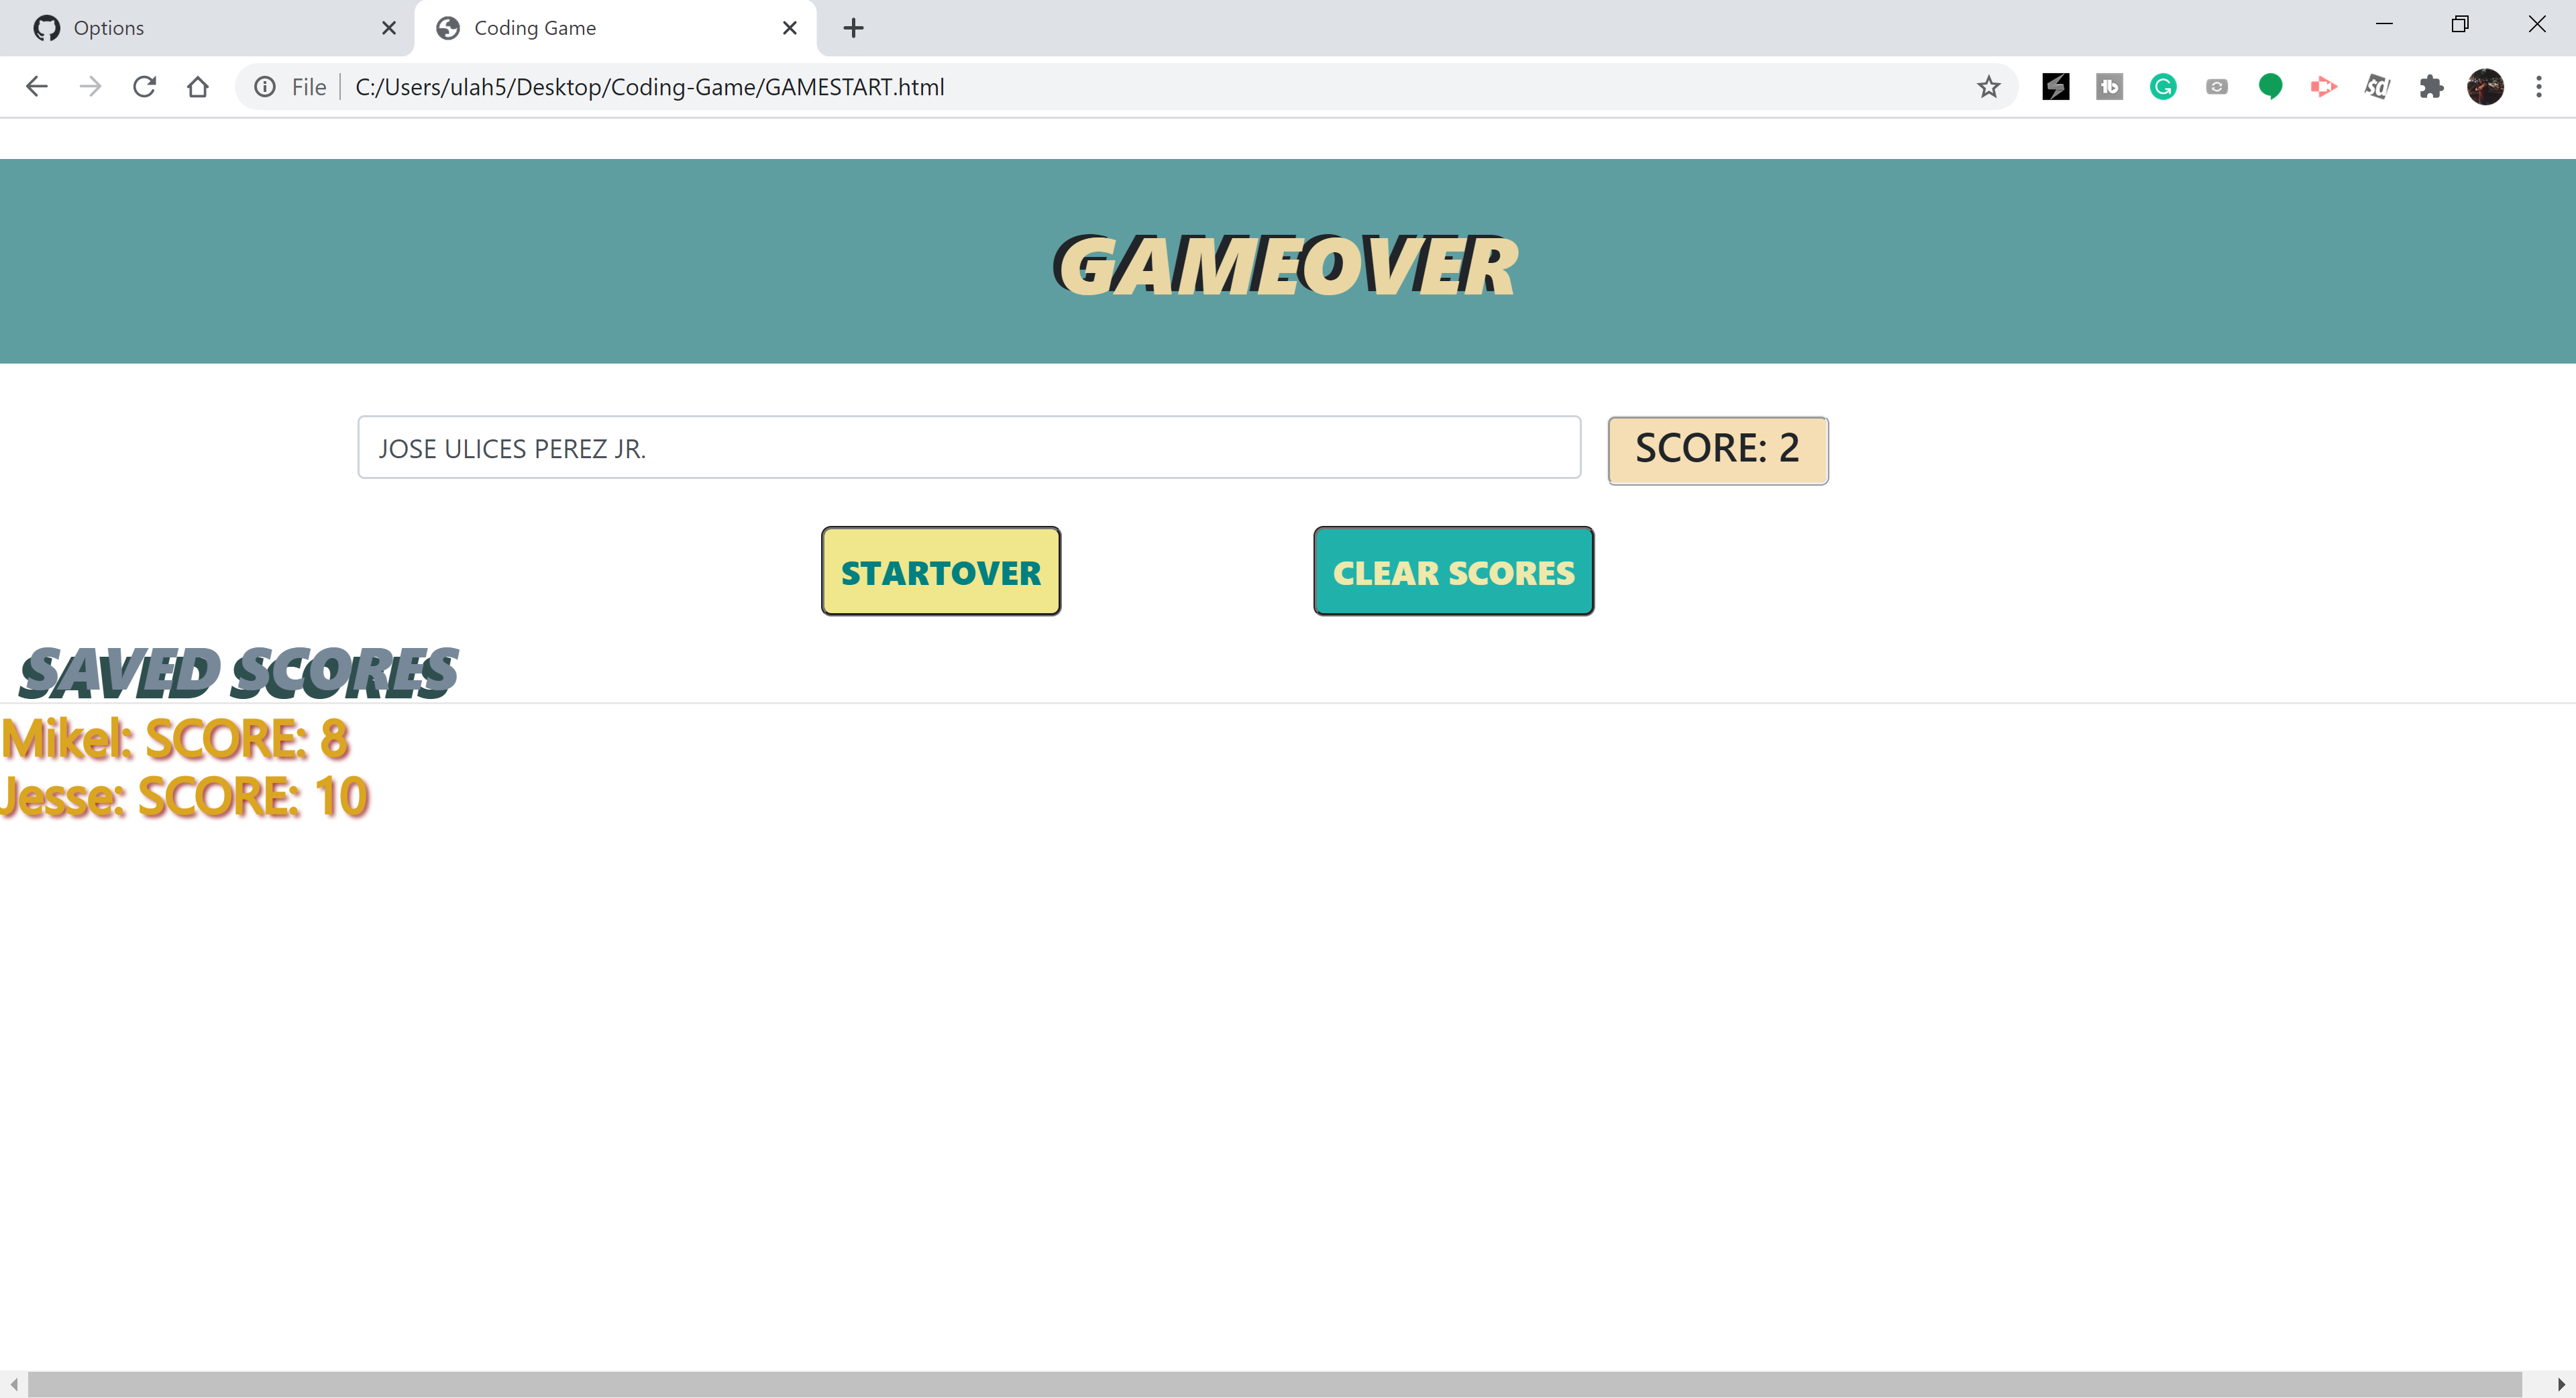 Options
Coding Game
File
C:/Users/ulah5/Desktop/Coding-Game/GAMESTART.html
GAMEOVER
JOSE ULICES PEREZ JR.
SCORE: 2
STARTOVER
CLEAR SCORES
SAVED SCORES
Mikel: SCORE: 8
Jesse: SCORE: 10